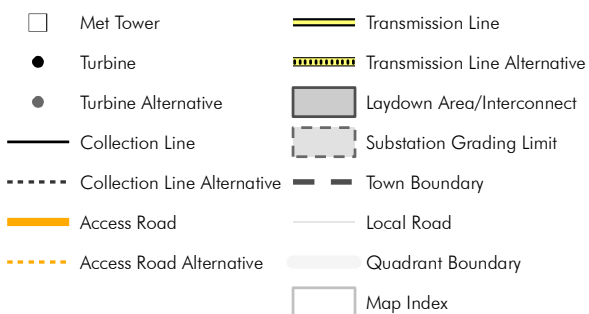 Met Tower
Turbine
Turbine Alternative
Collection Line
Collection Line Alternative
Access Road
Access Road Alternative
Transmission Line
Transmission Line Alternative
Laydown Area/Interconnect
Substation Grading Limit
Town Boundary
Local Road
Quadrant Boundary
Map Index